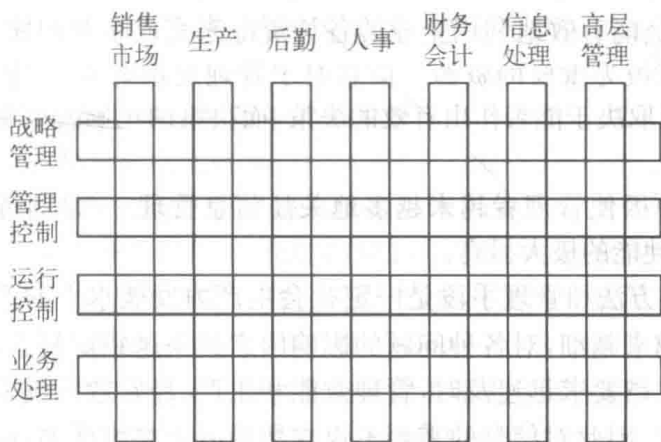 销售 财务 信息 高层
市场 生产 后勤 人事 会计 处理 管理
战略
管理
管理
控制
运行
控制
业务
处理